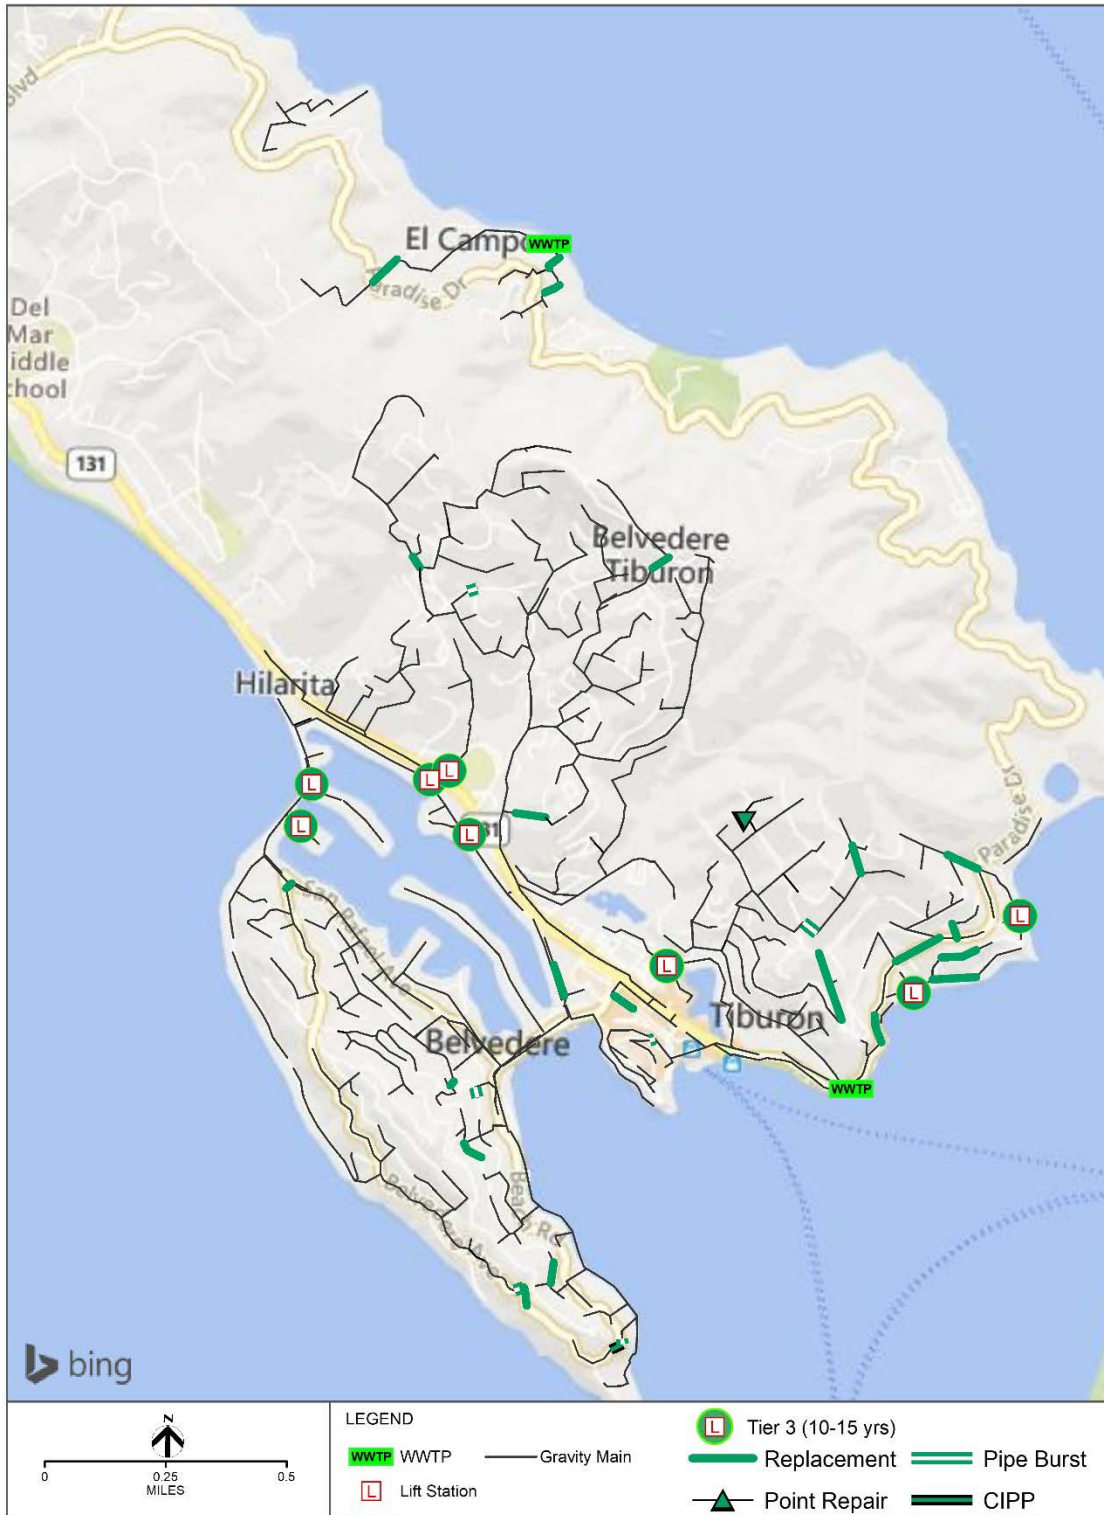 Blvd
El Campo
WWTP
Paradise Dr
Del
Mar
iddle
chool
131
Belvedere
Tiburon
Hilarita
L
L
L
L
131
Paradise Dr
San Rafael Ave
L
L
L
Tiburon
Belvedere
WWTP
Belvedere Ave
Beach Rd
bing
N
0
0.25
0.5
MILES
LEGEND
WWTP WWTP
Gravity Main
L Lift Station
L Tier 3 (10-15 yrs)
Replacement
Pipe Burst
Point Repair
CIPP